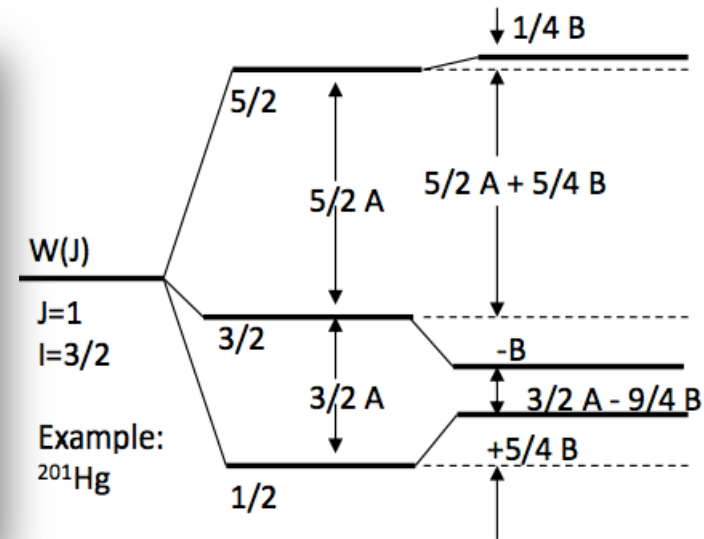 1/4 B
5/2
5/2 A
5/2 A + 5/4 B
W(J)
J=1
I=3/2
3/2
-B
3/2 A
3/2 A - 9/4 B
Example:
201Hg
+5/4 B
1/2